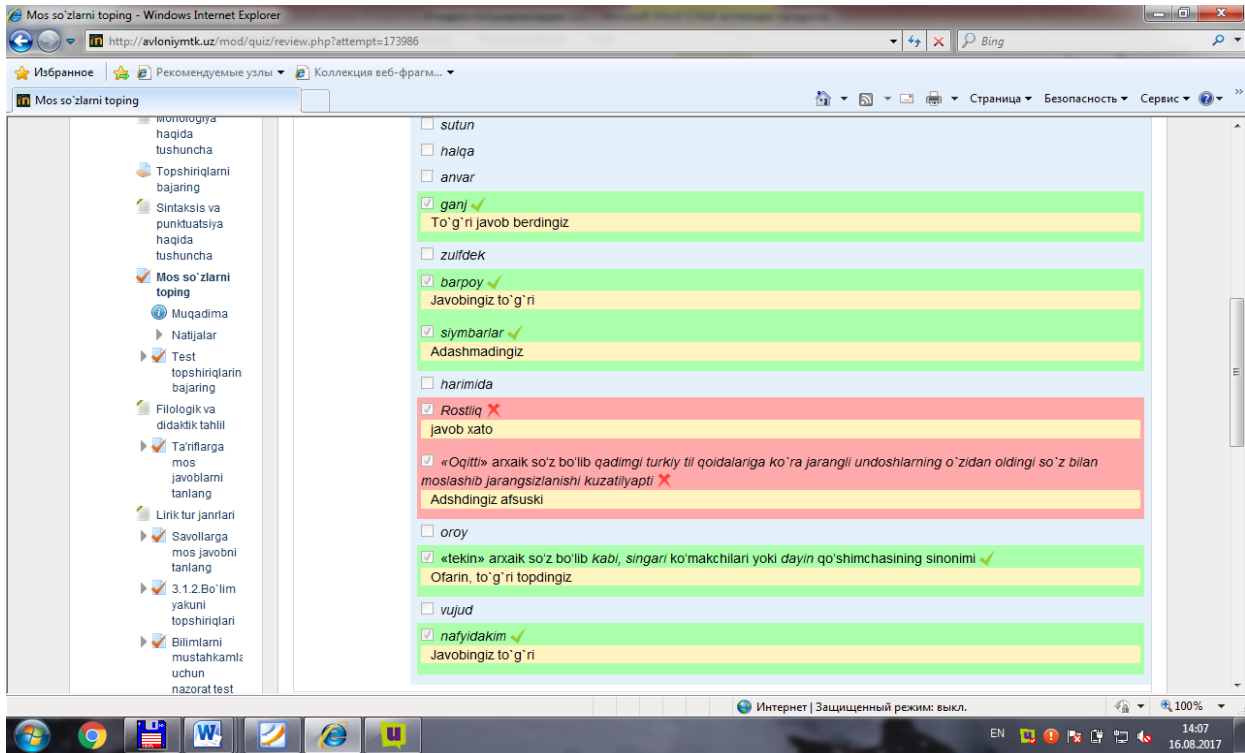 Mos so`zlarni toping - Windows Internet Explorer
http://avloniymtk.uz/mod/quiz/review.php?attempt=173986
Bing
Избранное
Рекомендуемые узлы
Коллекция веб-фрагм...
Mos so`zlarni toping
Страница
Безопасность
Сервис
»
Monologiya
haqida
tushuncha
Topshiriqlarni
bajaring
Sintaksis va
punktuatsiya
haqida
tushuncha
Mos so`zlarni
toping
Muqadima
Natijalar
Test
topshiriqlarin
bajaring
Filologik va
didaktik tahlil
Ta'riflarga
mos
javoblarni
tanlang
Lirik tur janrlari
Savollarga
mos javobni
tanlang
3.1.2.Bo`lim
yakuni
topshiriqlari
Bilimlarni
mustahkamla
uchun
nazorat test
sutun
halqa
anvar
ganj
To`g`ri javob berdingiz
zulfdek
barpoy
Javobingiz to`g`ri
siymbarlar
Adashmadingiz
harimida
Rostliq
javob xato
«Oqitti» arxaik so‘z bo‘lib qadimgi turkiy til qoidalariga ko`ra jarangli undoshlarning o`zidan oldingi so`z bilan
moslashib jarangsizlanishi kuzatilyapti
Adshdingiz afsuski
oroy
«tekin» arxaik so‘z bo‘lib kabi, singari ko‘makchilari yoki dayin qo‘shimchasining sinonimi
Ofarin, to`g`ri topdingiz
vujud
nafyidakim
Javobingiz to`g`ri
Интернет | Защищенный режим: выкл.
100%
EN
14:07
16.08.2017